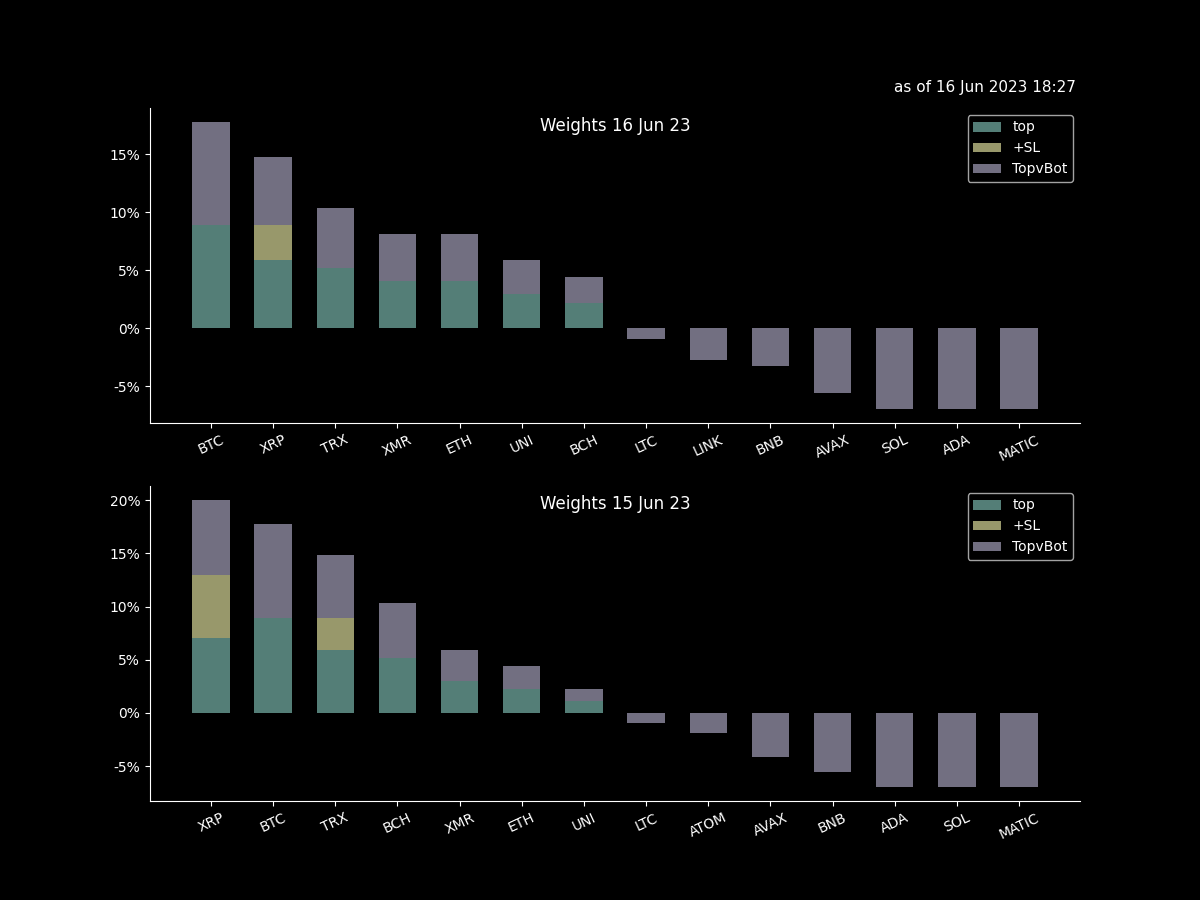 as of 16 Jun 2023 18:27
Weights 16 Jun 23
top
+SL
TopvBot
15%
10%
5%
0%
-5%
BTC XRP TRX XMR ETH UNI BCH LTC LINK BNB AVAX SOL ADA MATIC
Weights 15 Jun 23
top
+SL
TopvBot
20%
15%
10%
5%
0%
-5%
XRP BTC TRX BCH XMR ETH UNI LTC ATOM AVAX BNB ADA SOL MATIC